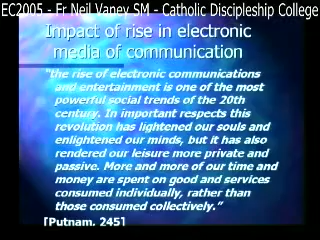 EC2005 - Fr Neil Vaney SM - Catholic Discipleship College
Impact of rise in electronic
media of communication
"the rise of electronic communications
and entertainment is one of the most
powerful social trends of the 20th
century. In important respects this
revolution has lightened our souls and
enlightened our minds, but it has also
rendered our leisure more private and
passive. More and more of our time and
money are spent on good and services
consumed individually, rather than
those consumed collectively."
[Putnam, 245]